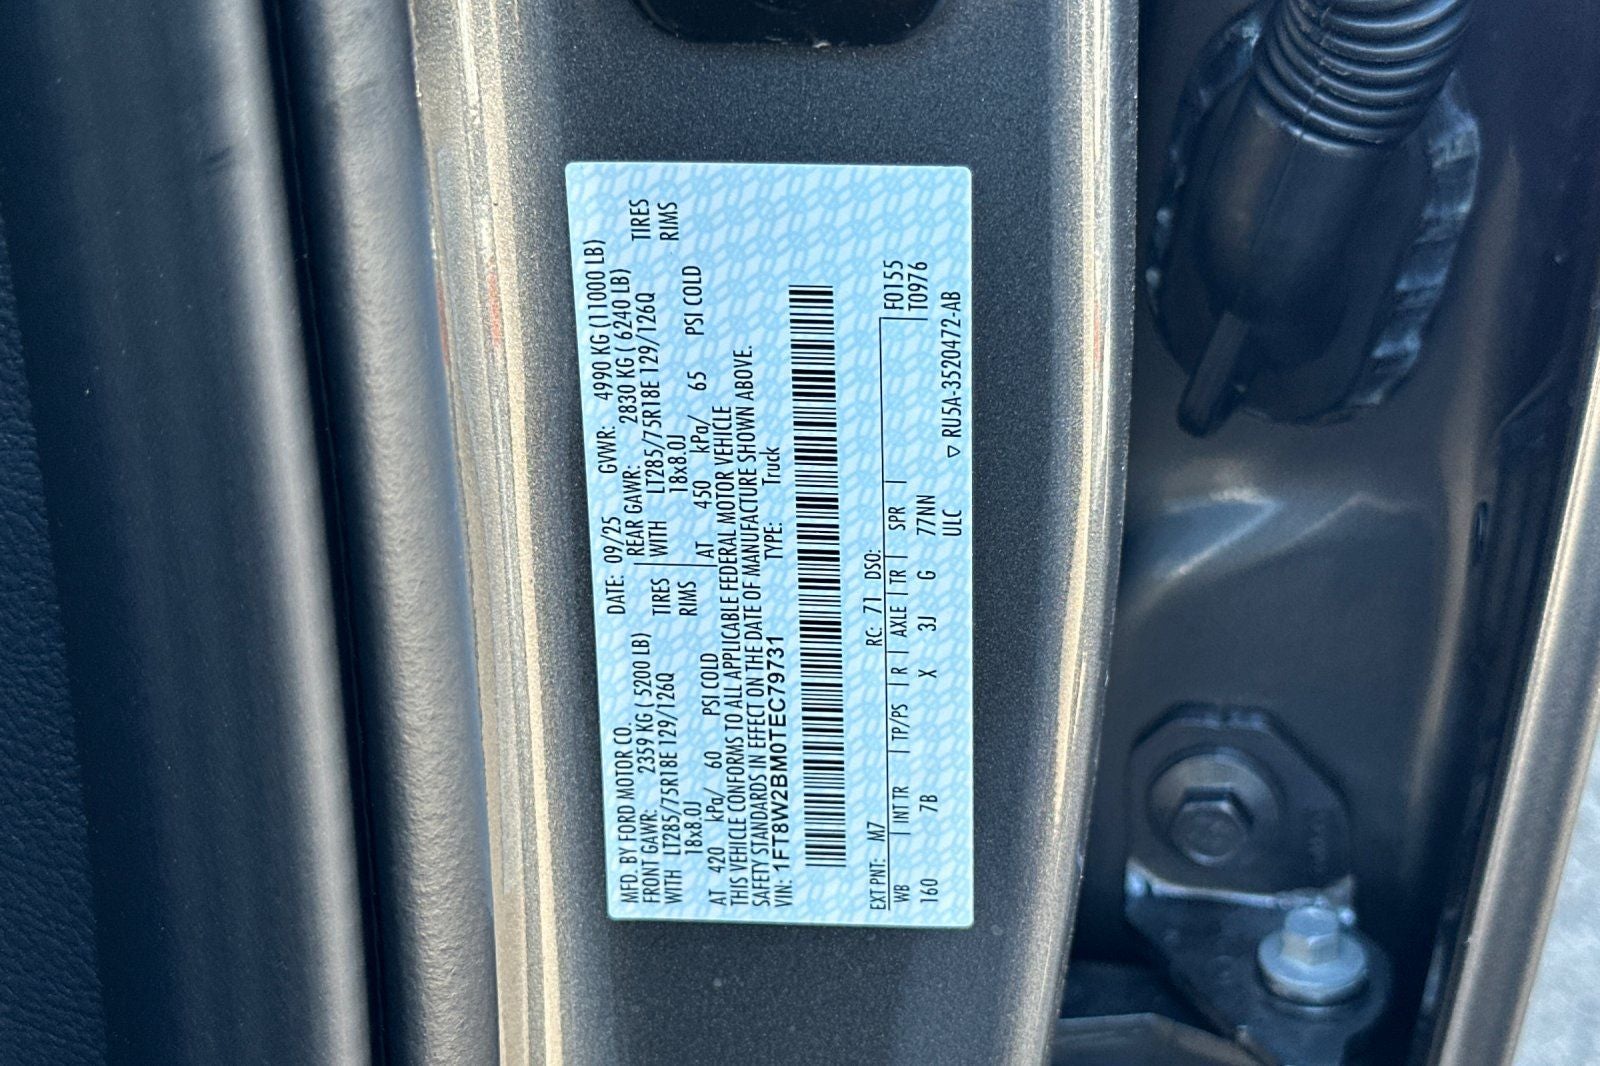 MFD. BY FORD MOTOR CO. DATE: 09/25 GVWR: 4990 KG (11000 LB)
FRONT GAWR: 2359 KG ( 5200 LB) REAR GAWR: 2830 KG ( 6240 LB)
WITH LT285/75R18E 129/126Q TIRES WITH LT285/75R18E 129/126Q TIRES
18x8.0J RIMS 18x8.0J RIMS
AT 420 kPa/ 60 PSI COLD AT 450 kPa/ 65 PSI COLD
THIS VEHICLE CONFORMS TO ALL APPLICABLE FEDERAL MOTOR VEHICLE
SAFETY STANDARDS IN EFFECT ON THE DATE OF MANUFACTURE SHOWN ABOVE.
VIN: 1FT8W2BM0TEC79731 TYPE: Truck
EXT PNT: M7 RC: 71 DSO: F0155
WB | INT TR | TP/PS | R | AXLE | TR | SPR | T0976
160 7B X 3J G 77NN
ULC ▽ RU5A-3520472-AB